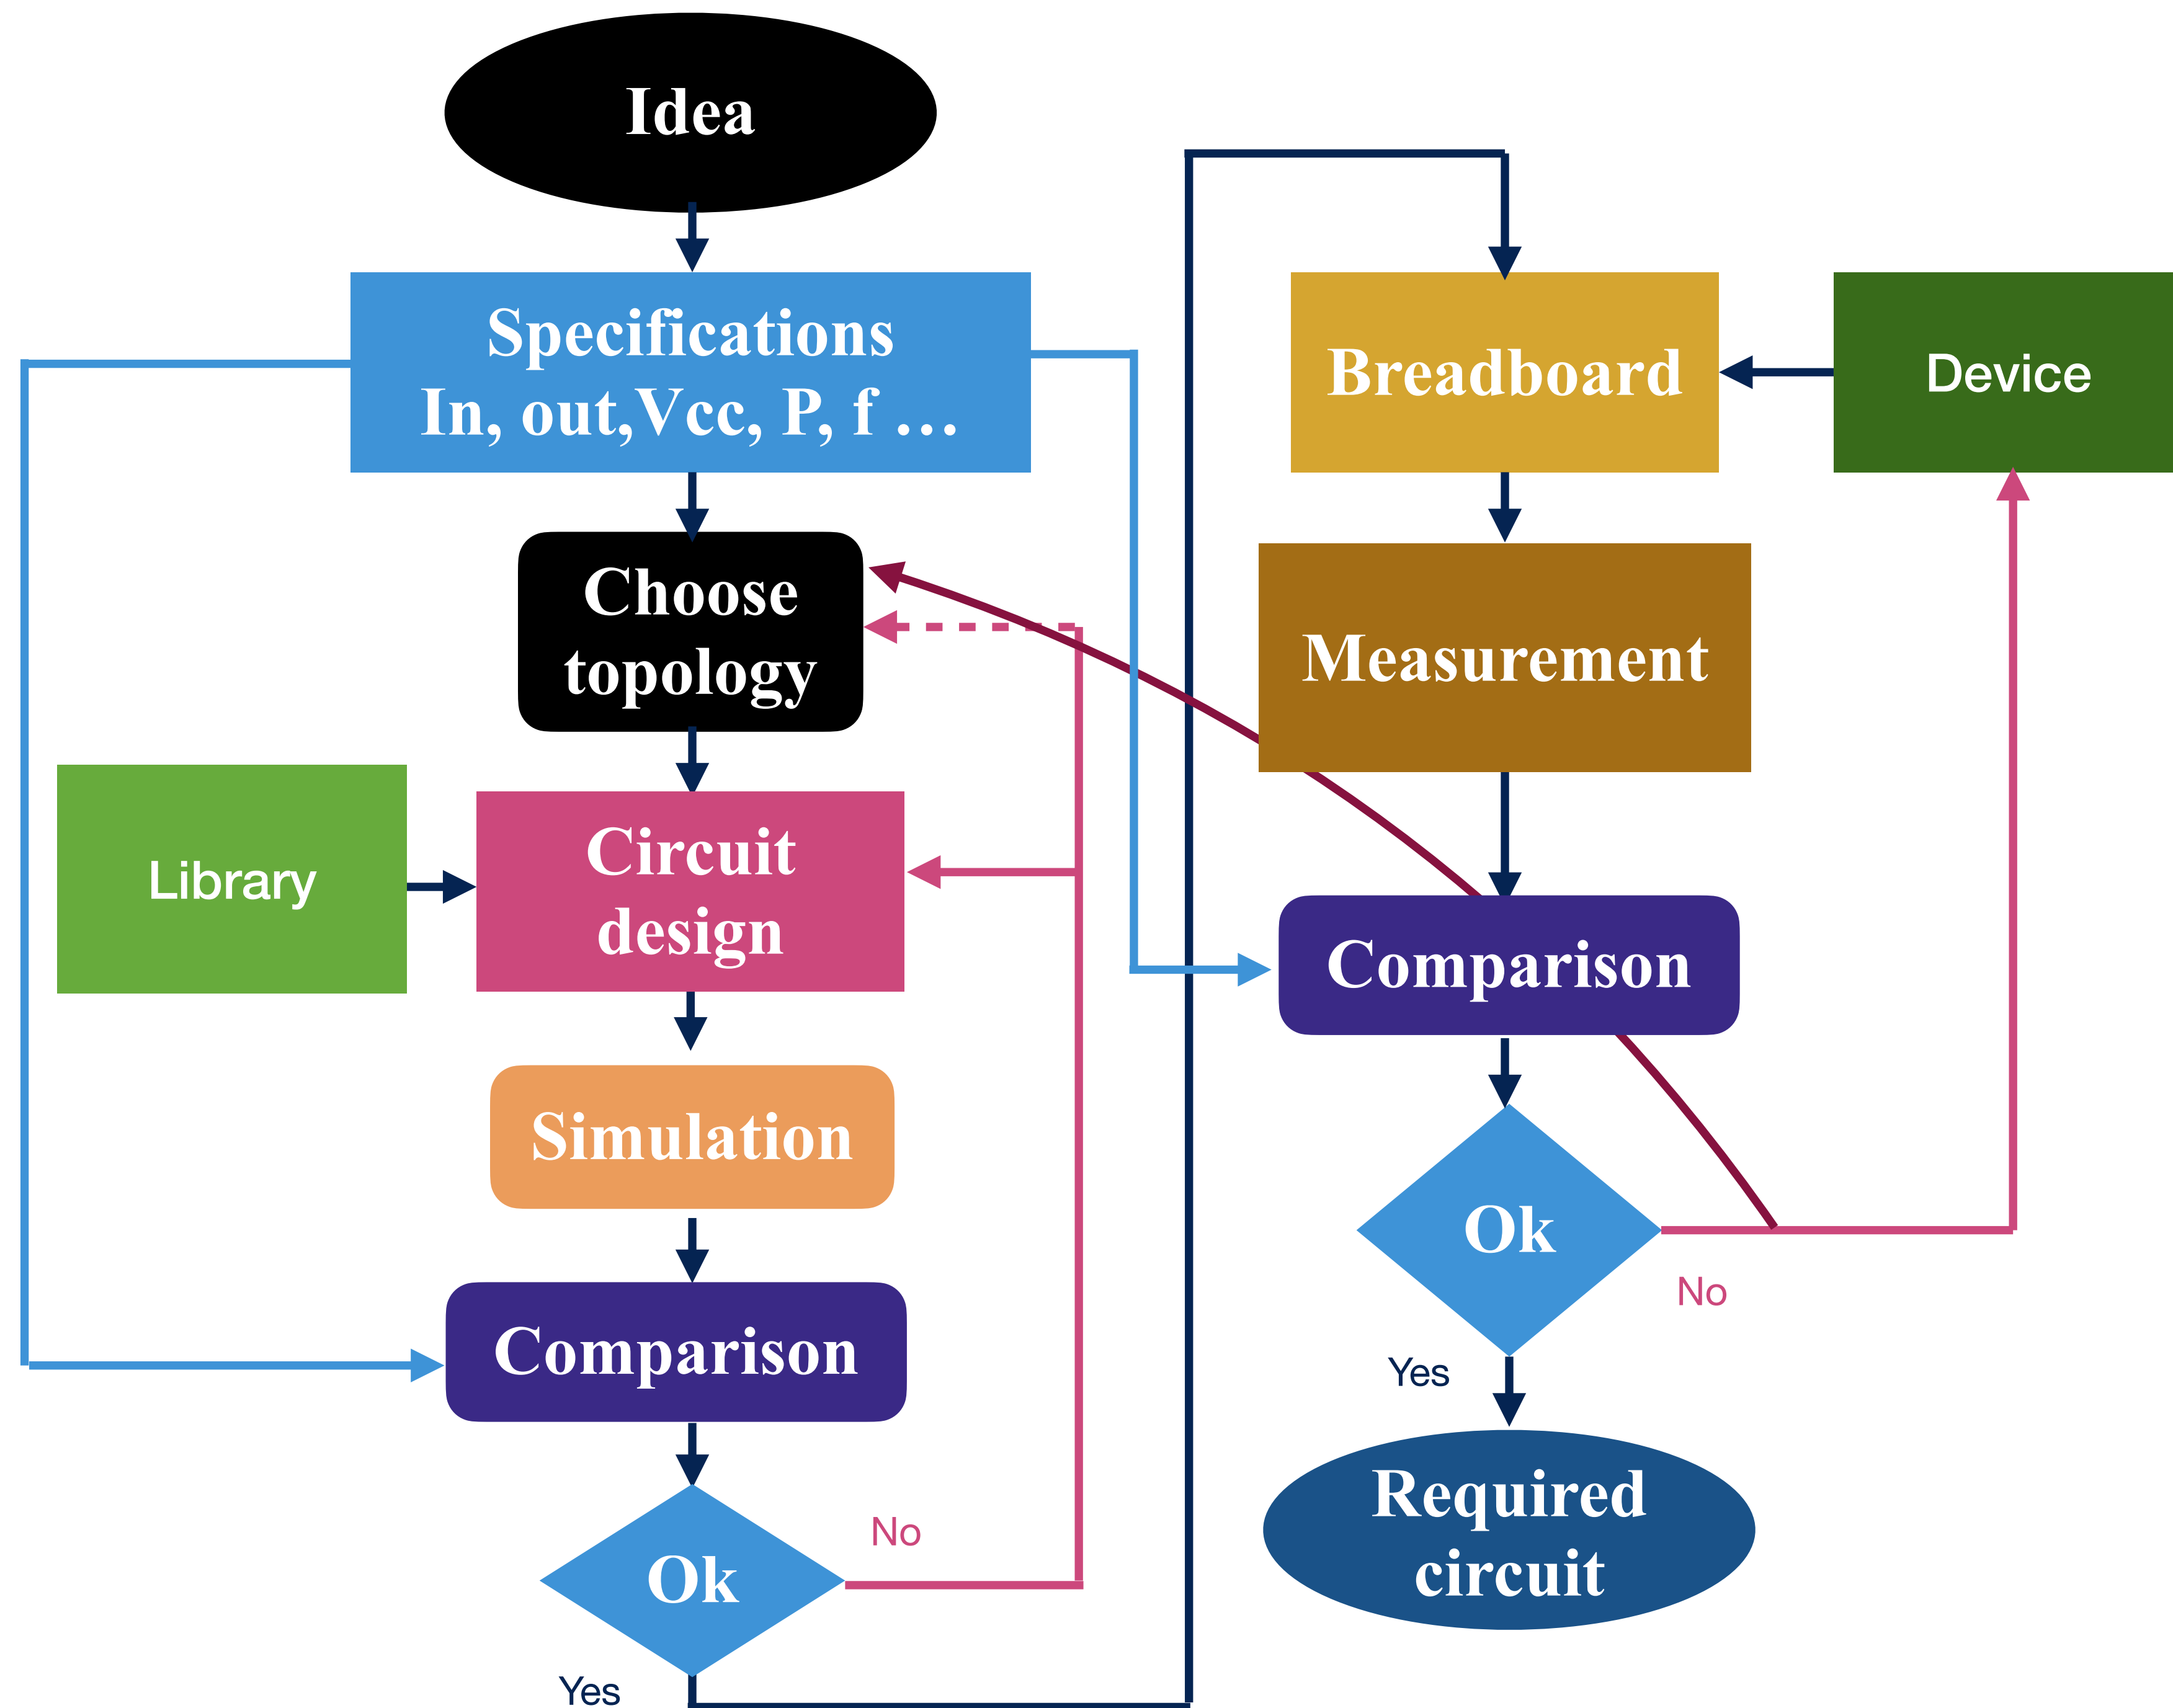 Idea
Specifications
In, out,Vcc, P, f ...
Choose
topology
Library
Circuit
design
Simulation
Comparison
Ok
No
Yes
Breadboard
Device
Measurement
Comparison
Ok
No
Yes
Required
circuit